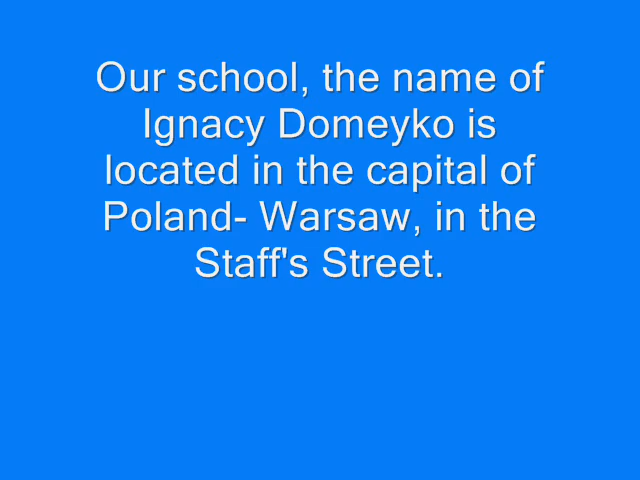 Our school, the name of
Ignacy Domeyko is
located in the capital of
Poland- Warsaw, in the
Staff's Street.